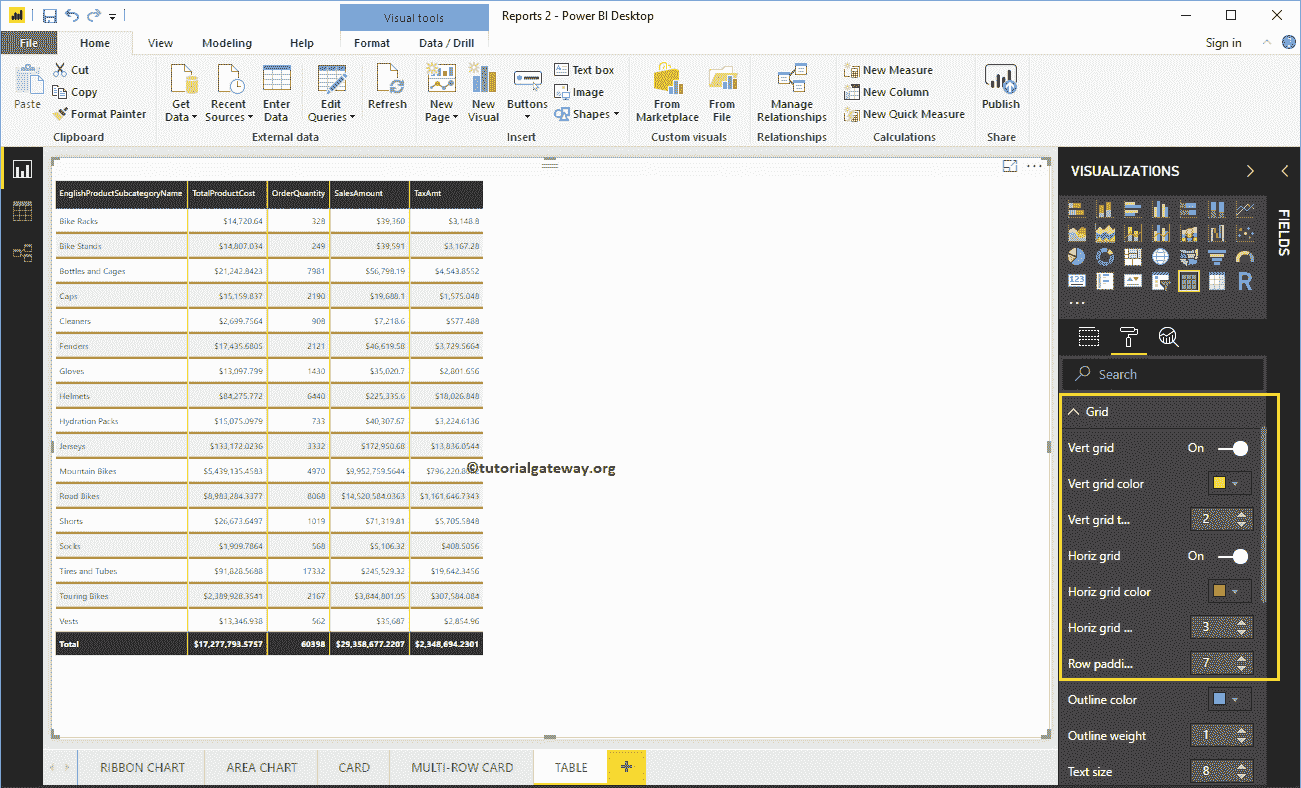 Visual tools
Reports 2 - Power BI Desktop
File Home View Modeling Help Format Data / Drill Sign in
Paste
Cut
Copy
Format Painter
Clipboard
Get Data
Recent Sources
Enter Data
Edit Queries
External data
Refresh
New Page
New Visual
Buttons
Text box
Image
Shapes
Insert
From Marketplace
From File
Custom visuals
Manage Relationships
Relationships
New Measure
New Column
New Quick Measure
Calculations
Publish
Share
EnglishProductSubcategoryName TotalProductCost OrderQuantity SalesAmount TaxAmt
Bike Racks $14,720.64 328 $39,360 $3,148.8
Bike Stands $14,807.034 249 $39,591 $3,167.28
Bottles and Cages $21,242.8423 7981 $56,798.19 $4,543.8552
Caps $15,159.837 2190 $19,688.1 $1,575.048
Cleaners $2,699.7564 908 $7,218.6 $577.488
Fenders $17,435.6805 2121 $46,619.58 $3,729.5664
Gloves $13,097.799 1430 $35,020.7 $2,801.656
Helmets $84,275.772 6440 $225,335.6 $18,026.848
Hydration Packs $15,075.0979 733 $40,307.67 $3,224.6136
Jerseys $133,172.0236 3332 $172,950.68 $13,836.0544
Mountain Bikes $5,439,135.4583 4970 $9,952,759.5644
©tutorialgateway.org
Road Bikes $8,983,284.3377 8068 $14,520,584.0363 $1,161,646.7343
Shorts $26,673.6497 1019 $71,319.81 $5,705.5848
Socks $1,909.7864 568 $5,106.32 $408.5056
Tires and Tubes $91,828.5688 17332 $245,529.32 $19,642.3456
Touring Bikes $2,389,928.3541 2167 $3,844,801.05 $307,584.084
Vests $13,346.938 562 $35,687 $2,854.96
Total $17,277,793.5757 60398 $29,358,677.2207 $2,348,694.2301
VISUALIZATIONS
FIELDS
123
R
Search
Grid
Vert grid On
Vert grid color
Vert grid t... 2
Horiz grid On
Horiz grid color
Horiz grid ... 3
Row paddi... 7
Outline color
Outline weight 1
Text size 8
RIBBON CHART AREA CHART CARD MULTI-ROW CARD TABLE +